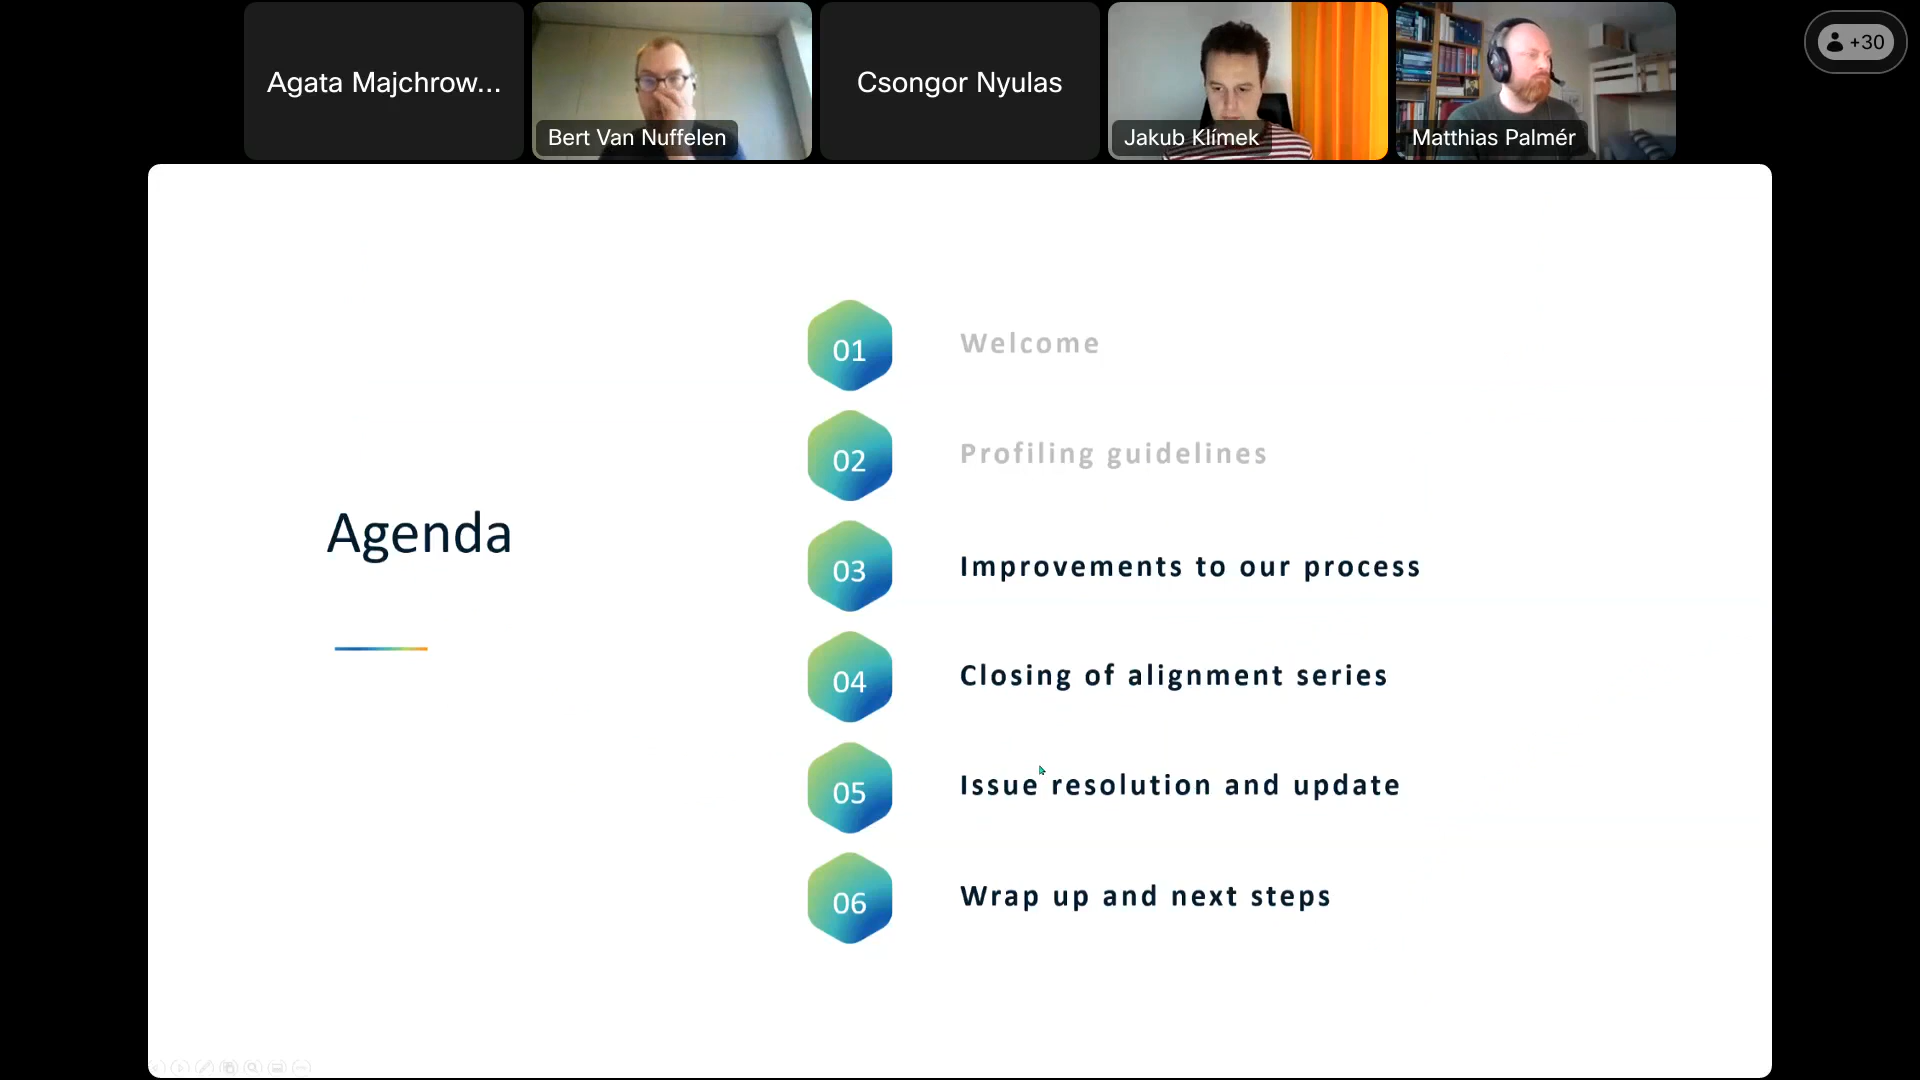 Agata Majchrow...
Bert Van Nuffelen
Csongor Nyulas
Jakub Klímek
Matthias Palmér
+30
Agenda
01 Welcome
02 Profiling guidelines
03 Improvements to our process
04 Closing of alignment series
05 Issue resolution and update
06 Wrap up and next steps